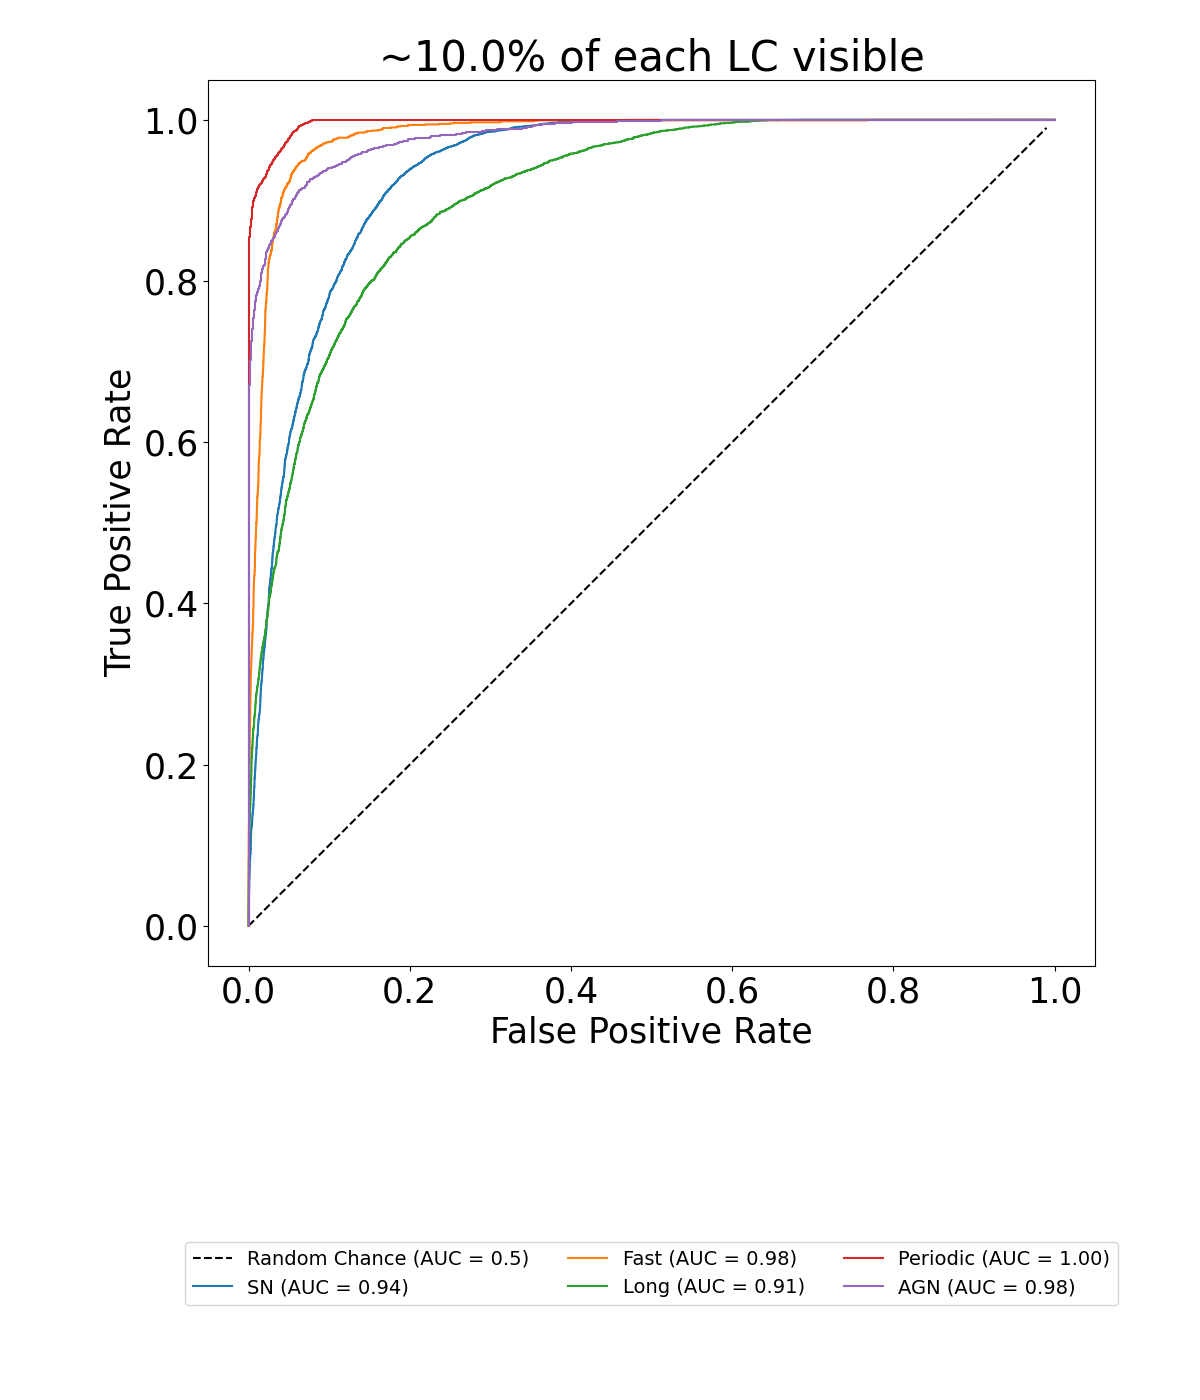 ~10.0% of each LC visible
True Positive Rate
1.0
0.8
0.6
0.4
0.2
0.0
0.0 0.2 0.4 0.6 0.8 1.0
False Positive Rate
Random Chance (AUC = 0.5)
SN (AUC = 0.94)
Fast (AUC = 0.98)
Long (AUC = 0.91)
Periodic (AUC = 1.00)
AGN (AUC = 0.98)